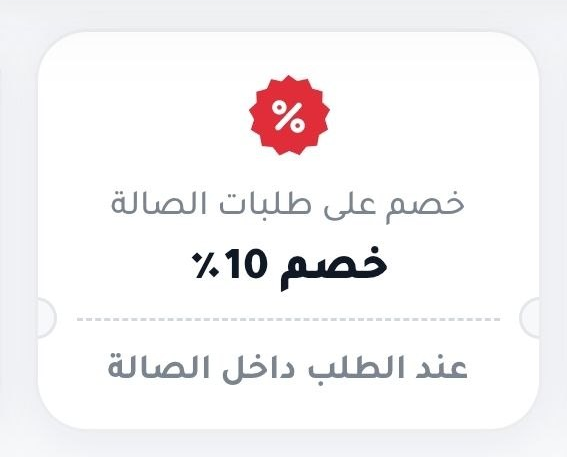 %
خصم على طلبات الصالة
خصم 10٪
عند الطلب داخل الصالة